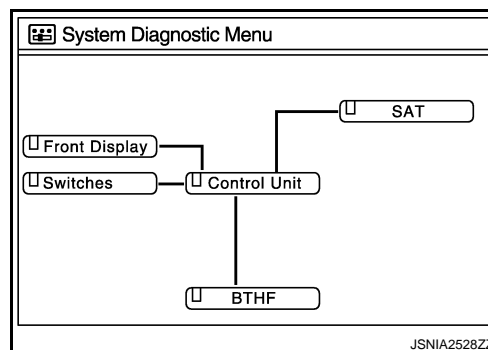 System Diagnostic Menu
SAT
Front Display
Switches
Control Unit
BTHF
JSNIA2528ZZ